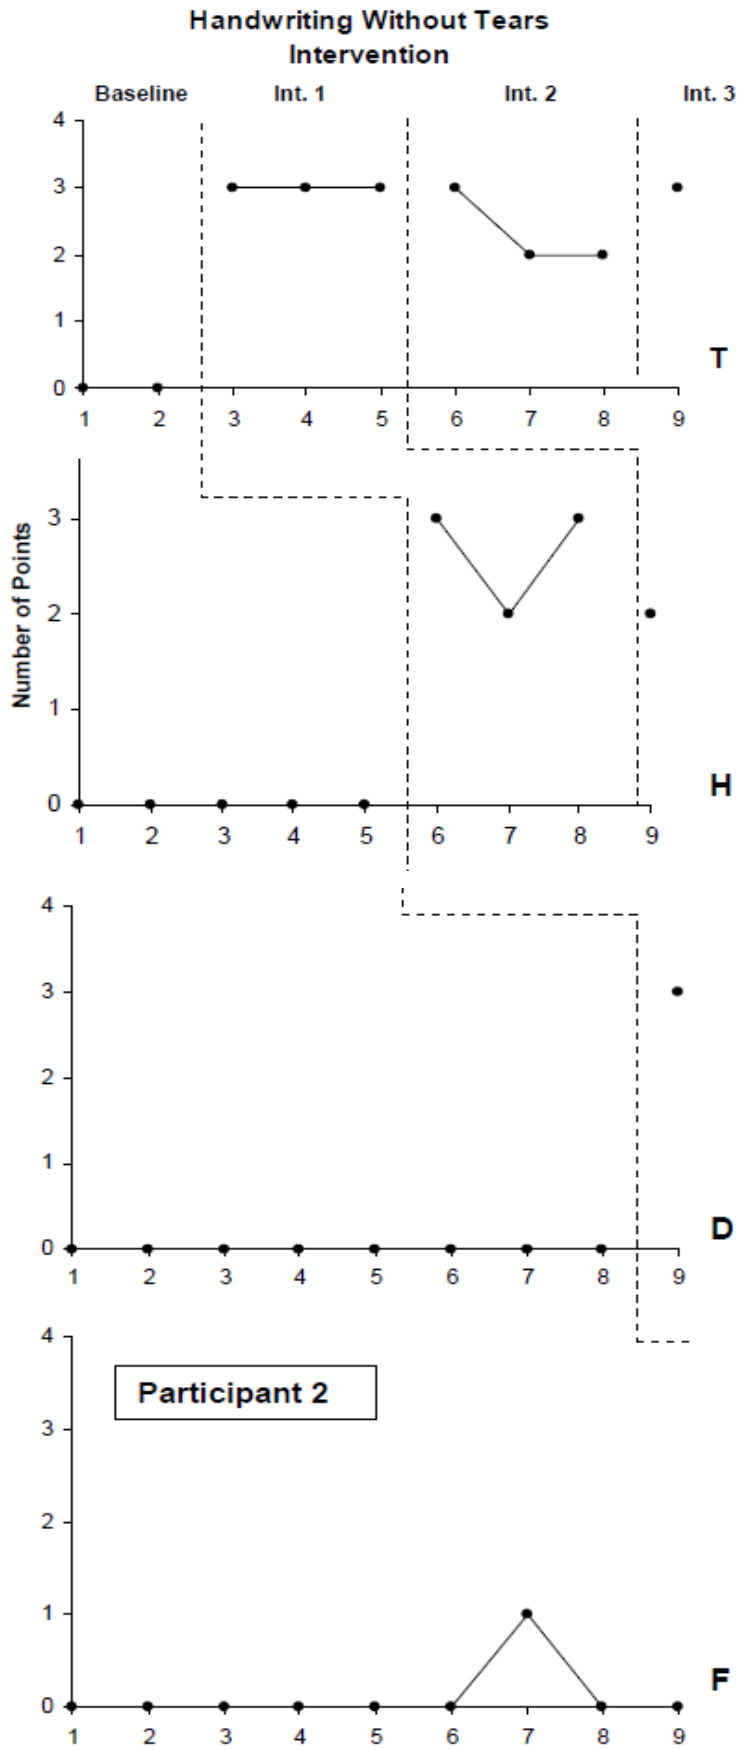 Handwriting Without Tears
Intervention
Baseline Int. 1 Int. 2 Int. 3
4
3
2
1
0
1 2 3 4 5 6 7 8 9
T
Number of Points
3
2
1
0
1 2 3 4 5 6 7 8 9
H
4
3
2
1
0
1 2 3 4 5 6 7 8 9
D
4
Participant 2
3
2
1
0
1 2 3 4 5 6 7 8 9
F